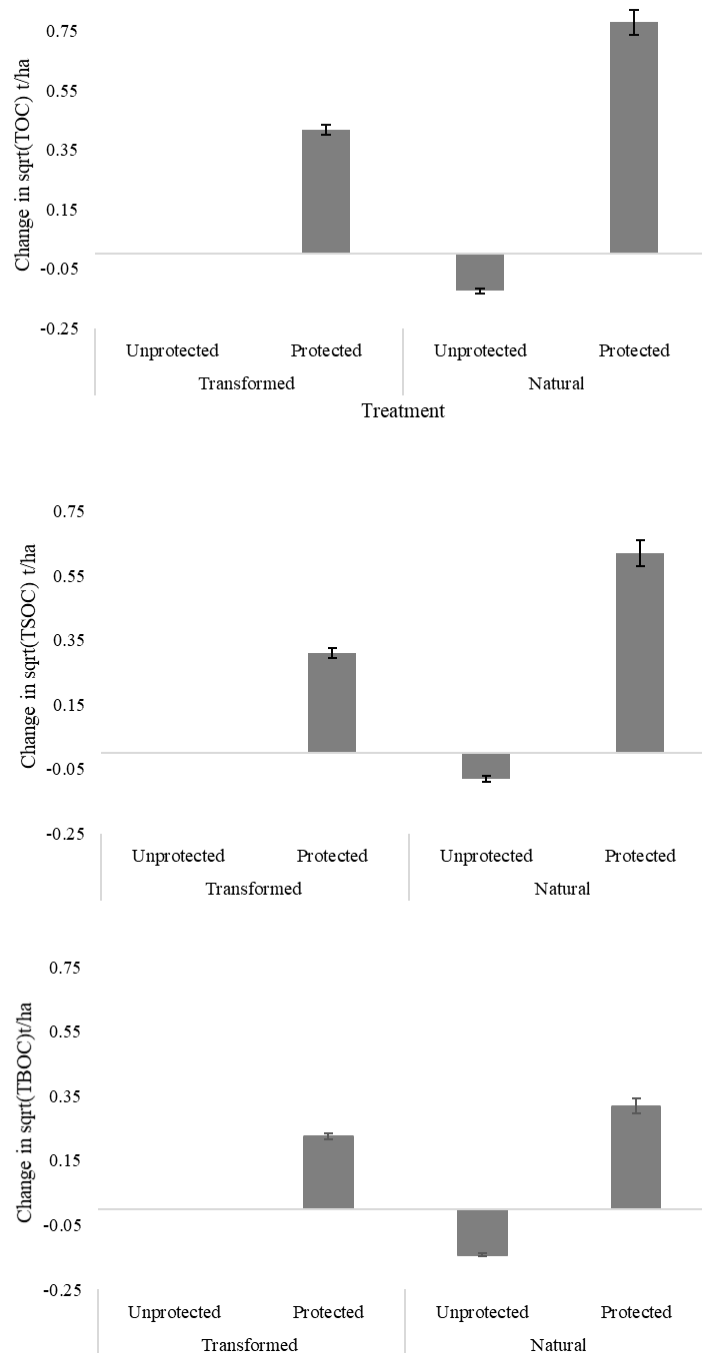 Change in sqrt(TOC) t/ha
0.75
0.55
0.35
0.15
-0.05
-0.25
Unprotected Protected Unprotected Protected
Transformed Natural
Treatment
Change in sqrt(TSOC) t/ha
0.75
0.55
0.35
0.15
-0.05
-0.25
Unprotected Protected Unprotected Protected
Transformed Natural
Change in sqrt(TBOC)t/ha
0.75
0.55
0.35
0.15
-0.05
-0.25
Unprotected Protected Unprotected Protected
Transformed Natural